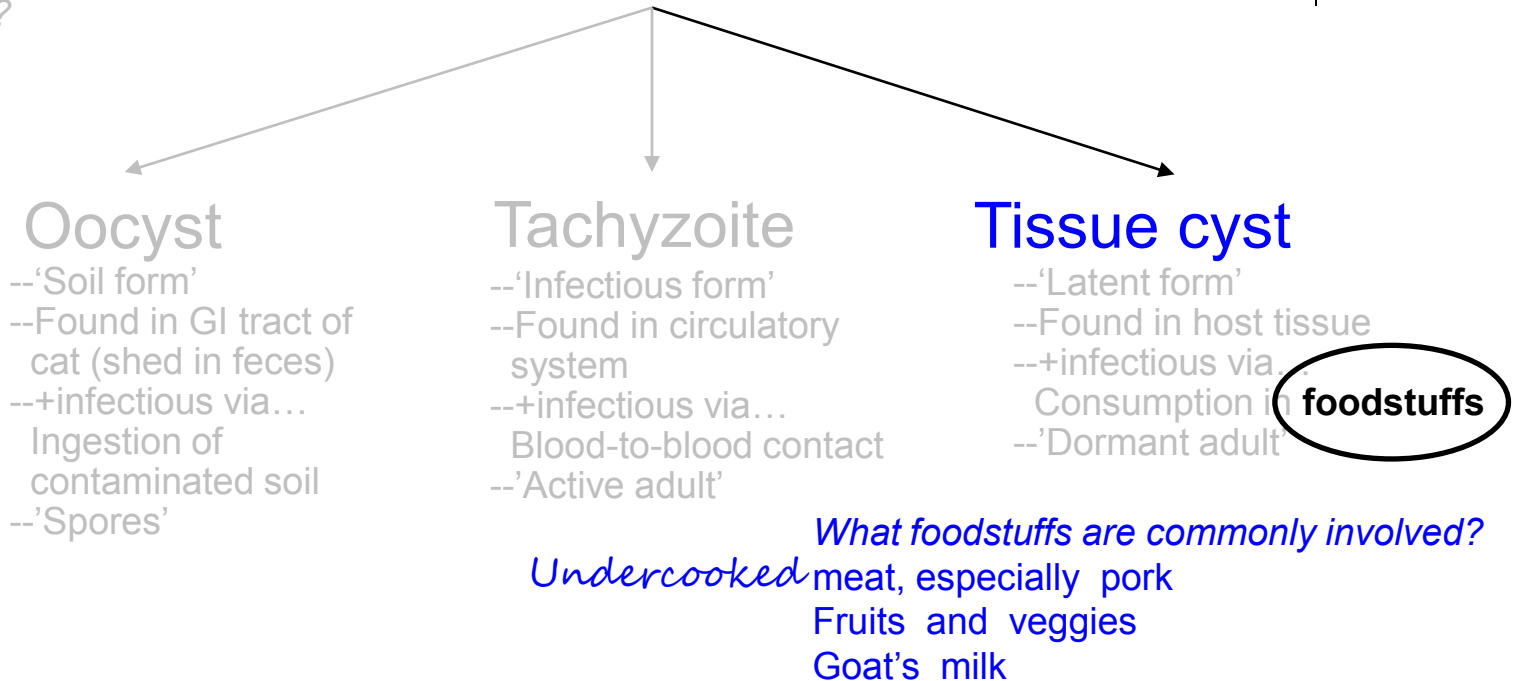 ?
Oocyst
--‘Soil form’
--Found in GI tract of
cat (shed in feces)
--+infectious via…
Ingestion of
contaminated soil
--’Spores’
Tachyzoite
--‘Infectious form’
--Found in circulatory
system
--+infectious via…
Blood-to-blood contact
--’Active adult’
Tissue cyst
--‘Latent form’
--Found in host tissue
--+infectious via…
Consumption in foodstuffs
--’Dormant adult’
What foodstuffs are commonly involved?
Undercooked meat, especially pork
Fruits and veggies
Goat’s milk